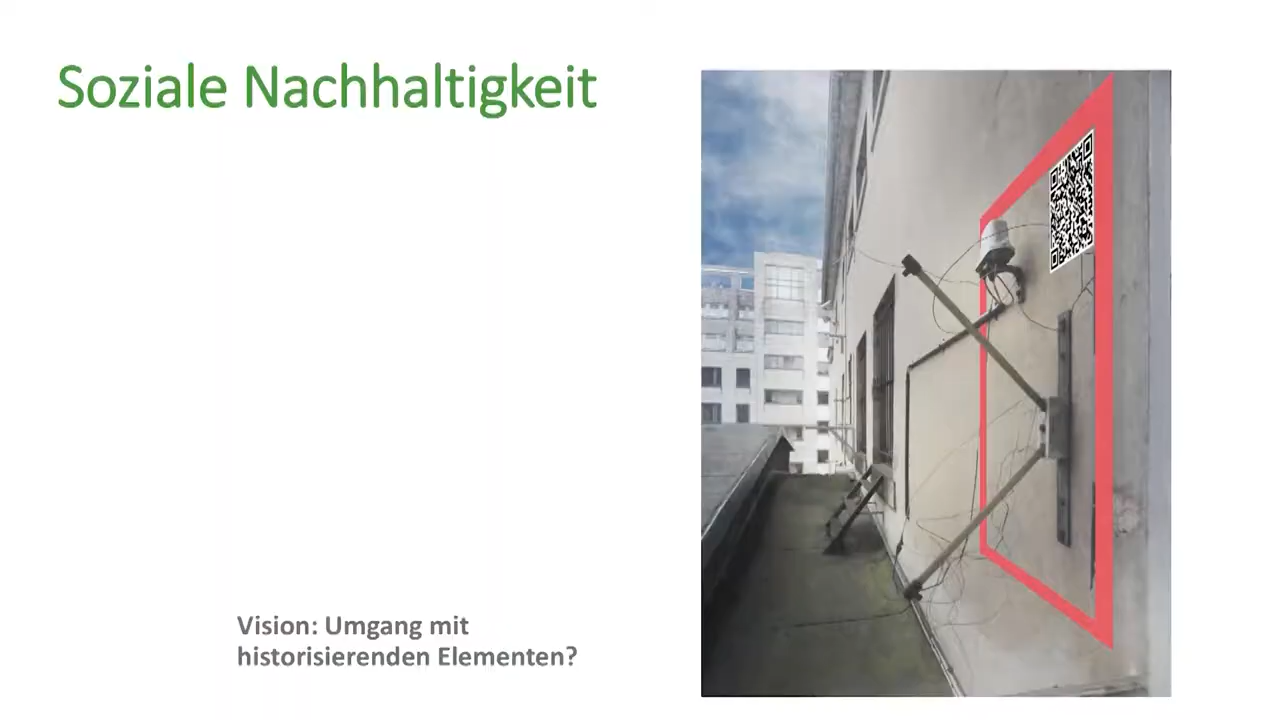 Soziale Nachhaltigkeit
Vision: Umgang mit
historisierenden Elementen?